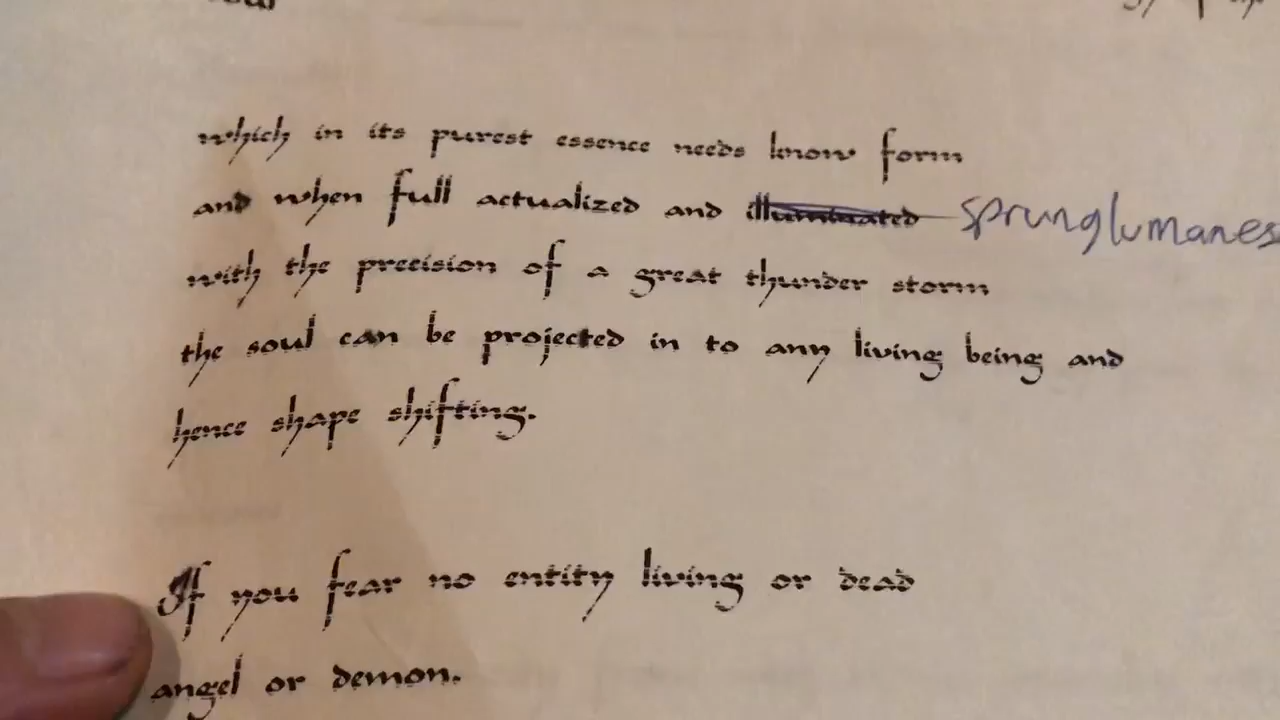 which in its purest essence needs know form
and when full actualized and illuminated sprunglumanes
with the precision of a great thunder storm
the soul can be projected in to any living being and
hence shape shifting.
If you fear no entity living or dead
angel or demon.